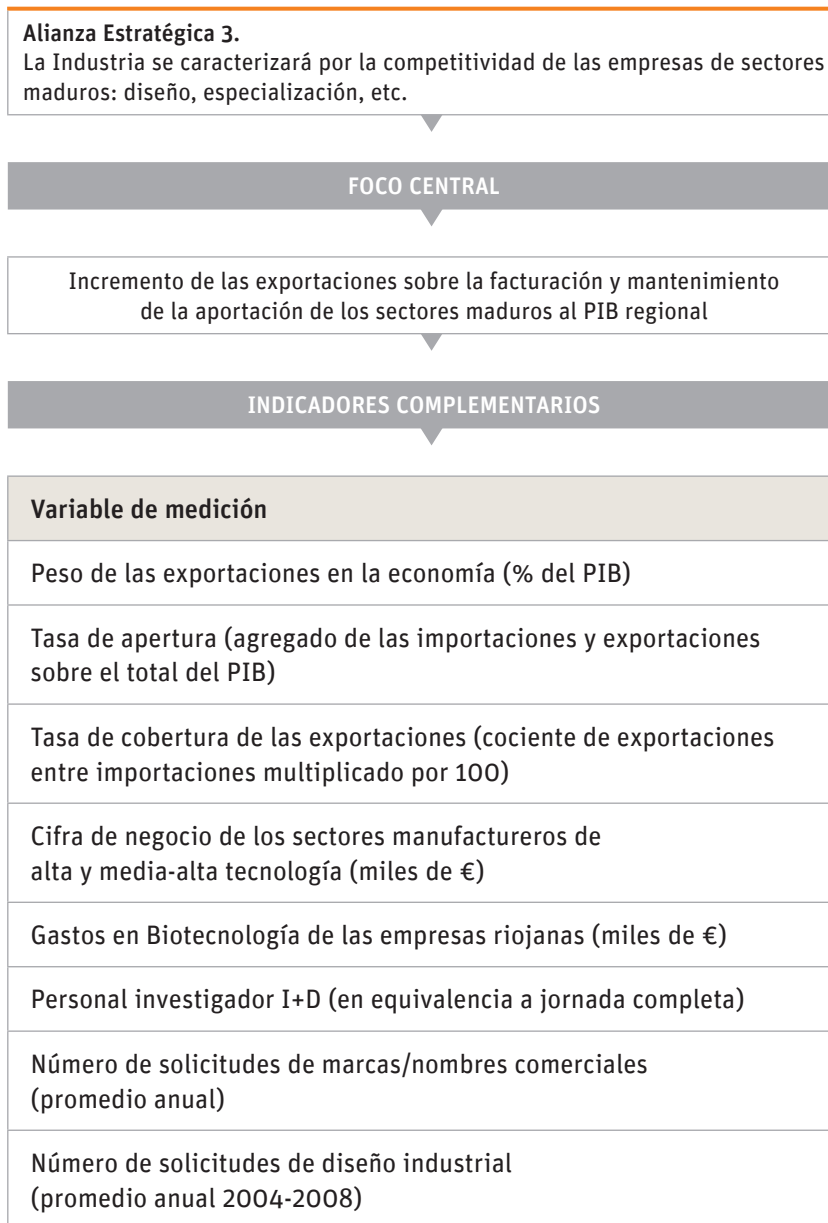 Alianza Estratégica 3.
La Industria se caracterizará por la competitividad de las empresas de sectores
maduros: diseño, especialización, etc.
FOCO CENTRAL
Incremento de las exportaciones sobre la facturación y mantenimiento
de la aportación de los sectores maduros al PIB regional
INDICADORES COMPLEMENTARIOS
Variable de medición
Peso de las exportaciones en la economía (% del PIB)
Tasa de apertura (agregado de las importaciones y exportaciones
sobre el total del PIB)
Tasa de cobertura de las exportaciones (cociente de exportaciones
entre importaciones multiplicado por 100)
Cifra de negocio de los sectores manufactureros de
alta y media-alta tecnología (miles de €)
Gastos en Biotecnología de las empresas riojanas (miles de €)
Personal investigador I+D (en equivalencia a jornada completa)
Número de solicitudes de marcas/nombres comerciales
(promedio anual)
Número de solicitudes de diseño industrial
(promedio anual 2004-2008)